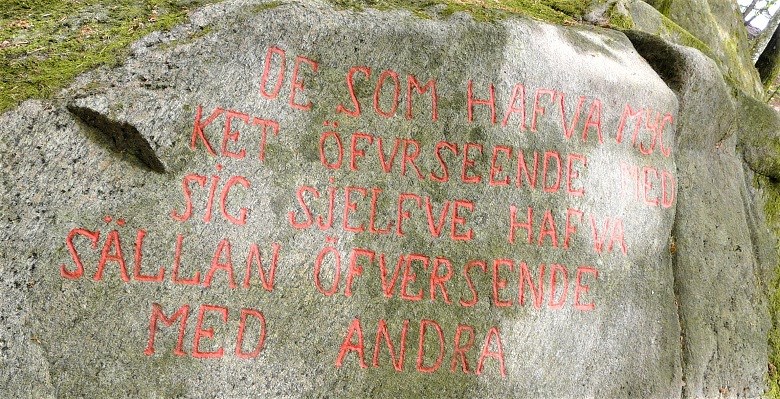 DE SOM HAFVA MYC
KET ÖFVRSEENDE MED
SiG SJELFVE HAFVA
SÄLLAN ÖFVERSENDE
MED ANDRA